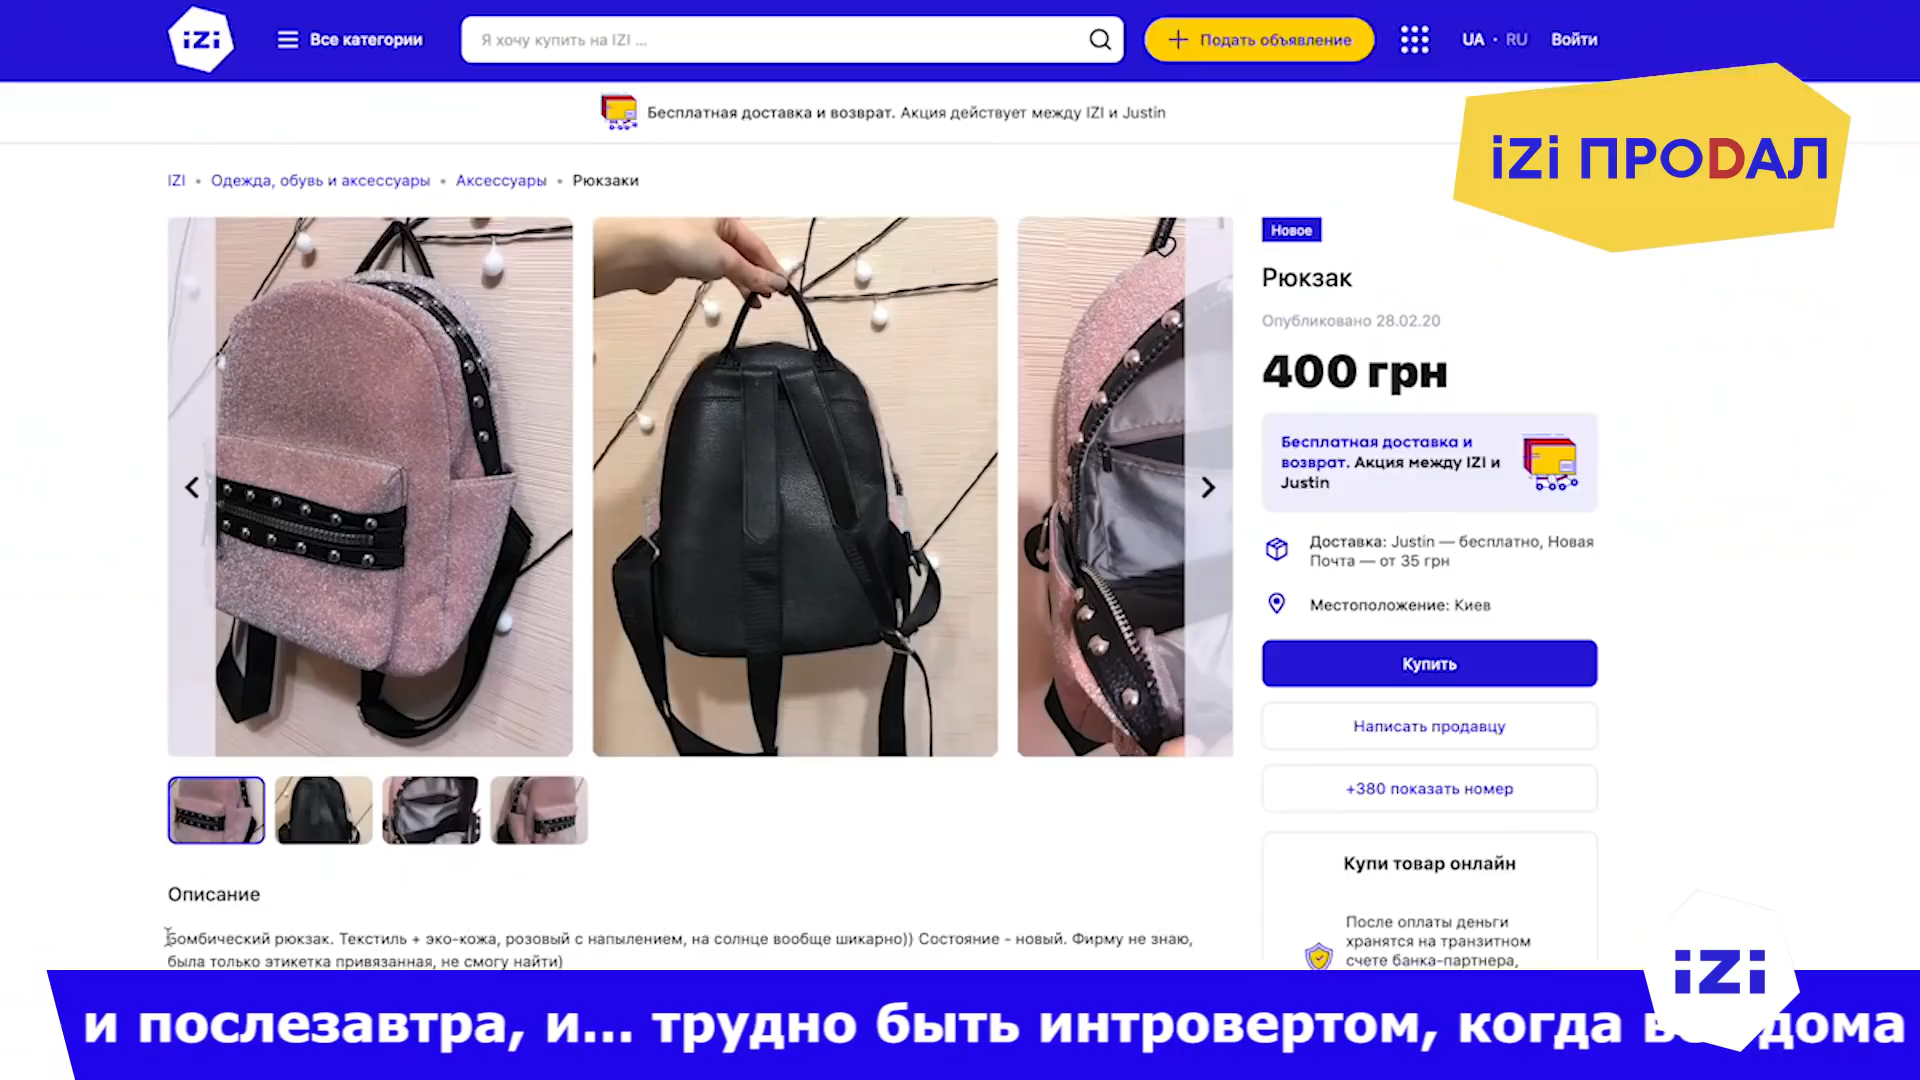 izi
Все категории
Я хочу купить на IZI ...
Подать объявление
UA · RU
Войти
Бесплатная доставка и возврат. Акция действует между IZI и Justin
izi ПРОDАЛ
IZI • Одежда, обувь и аксессуары • Аксессуары • Рюкзаки
Новое
Рюкзак
Опубликовано 28.02.20
400 грн
Бесплатная доставка и
возврат. Акция между IZI и
Justin
Доставка: Justin — бесплатно, Новая
Почта — от 35 грн
Местоположение: Киев
Купить
Написать продавцу
+380 показать номер
Купи товар онлайн
После оплаты деньги
хранятся на транзитном
счете банка-партнера,
Описание
Бомбический рюкзак. Текстиль + эко-кожа, розовый с напылением, на солнце вообще шикарно)) Состояние - новый. Фирму не знаю,
была только этикетка привязанная, не смогу найти)
izi
и послезавтра, и... трудно быть интровертом, когда дома